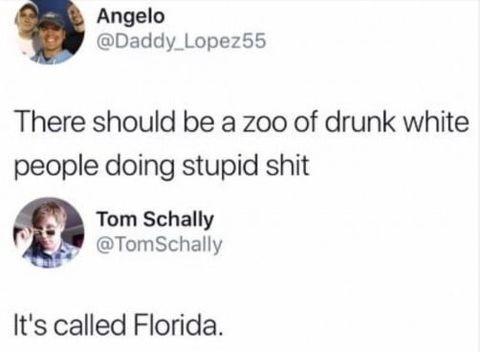 Angelo
@Daddy_Lopez55
There should be a zoo of drunk white
people doing stupid shit
Tom Schally
@TomSchally
It's called Florida.